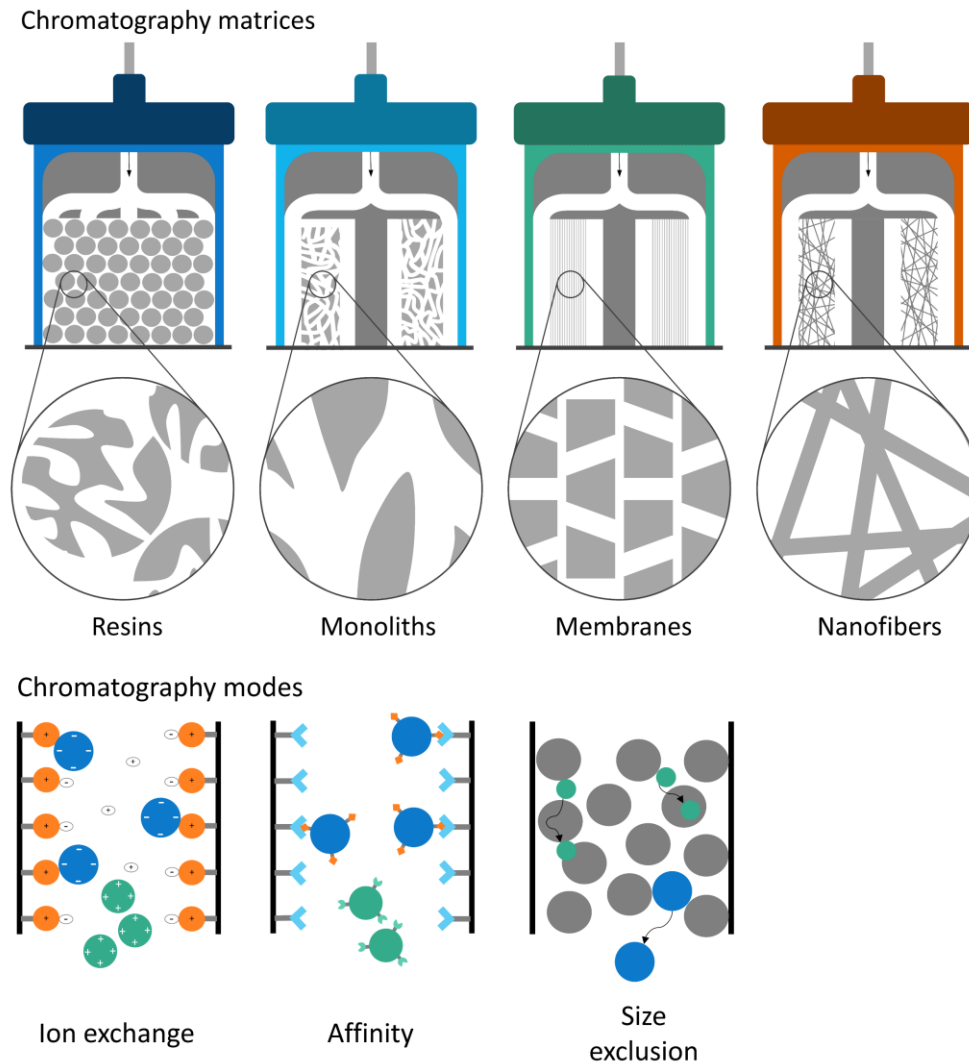 Chromatography matrices
Resins
Monoliths
Membranes
Nanofibers
Chromatography modes
Ion exchange
Affinity
Size
exclusion